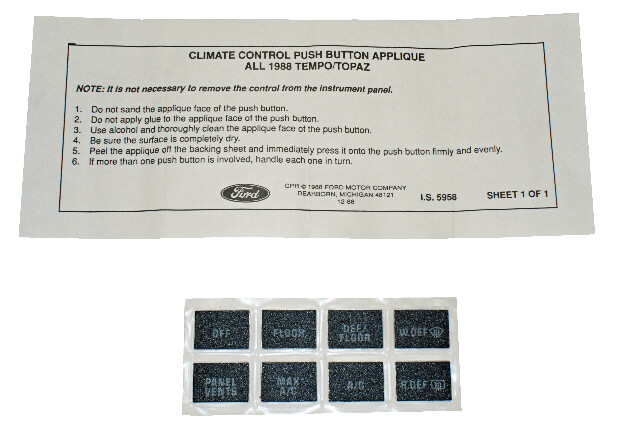 CLIMATE CONTROL PUSH BUTTON APPLIQUE
ALL 1988 TEMPO/TOPAZ
NOTE: It is not necessary to remove the control from the instrument panel.
1. Do not sand the applique face of the push button.
2. Do not apply glue to the applique face of the push button.
3. Use alcohol and thoroughly clean the applique face of the push button.
4. Be sure the surface is completely dry.
5. Peel the applique off the backing sheet and immediately press it onto the push button firmly and evenly.
6. If more than one push button is involved, handle each one in turn.
Ford
CPR © 1988 FORD MOTOR COMPANY
DEARBORN, MICHIGAN 48121
12-88
I.S. 5958
SHEET 1 OF 1
OFF
FLOOR
DEF/
FLOOR
W.DEF
PANEL
VENTS
MAX
A/C
A/C
R.DEF